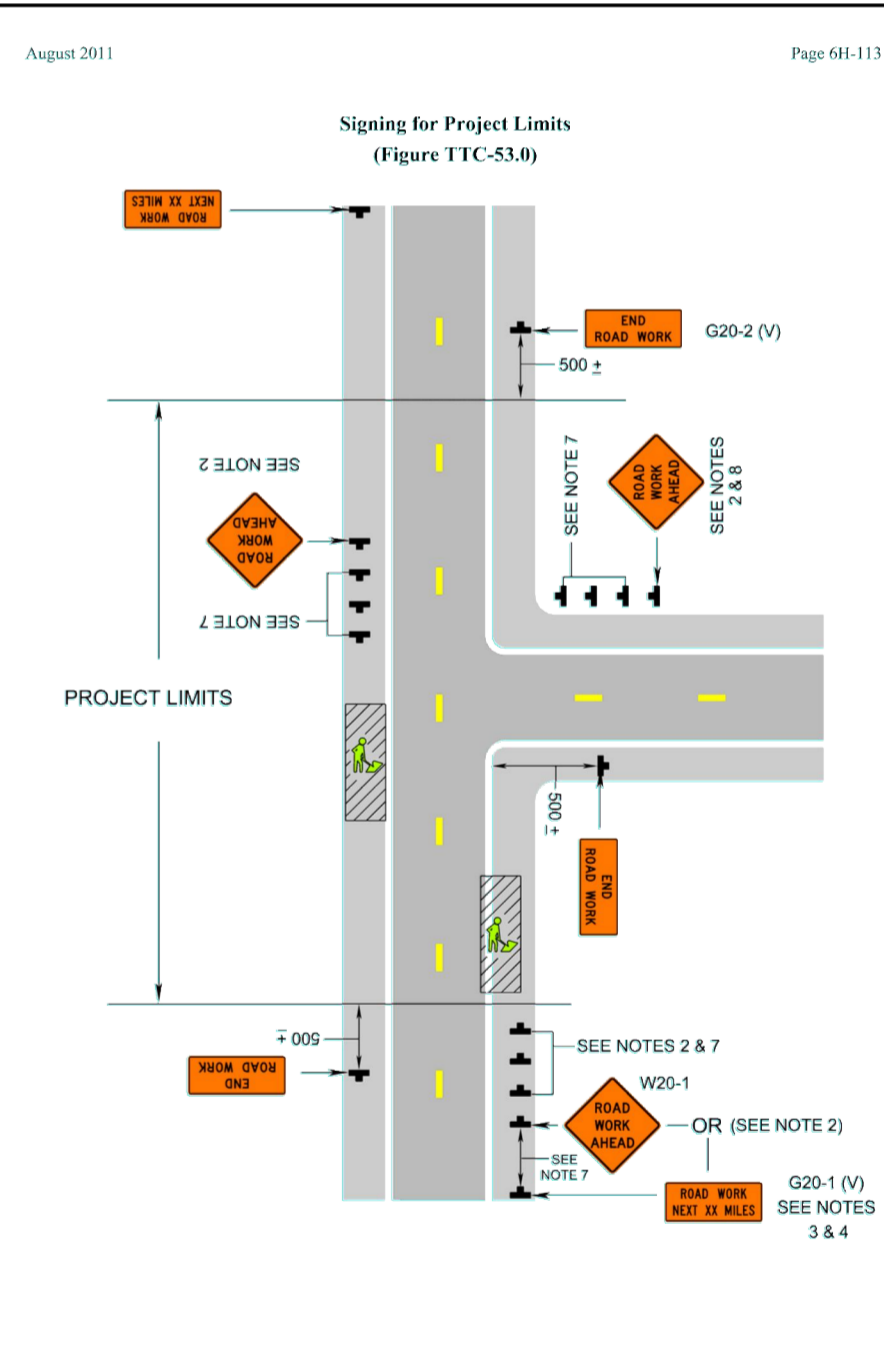 August 2011
Page 6H-113
Signing for Project Limits
(Figure TTC-53.0)
ROAD WORK
NEXT XX MILES
END
ROAD WORK
G20-2 (V)
500 ±
SEE NOTE 2
ROAD
WORK
AHEAD
SEE NOTE 7
SEE NOTE 7
ROAD
WORK
AHEAD
SEE NOTES
2 & 8
PROJECT LIMITS
500 ±
END
ROAD WORK
500 ±
END
ROAD WORK
SEE NOTES 2 & 7
W20-1
ROAD
WORK
AHEAD
OR (SEE NOTE 2)
SEE
NOTE 7
ROAD WORK
NEXT XX MILES
G20-1 (V)
SEE NOTES
3 & 4